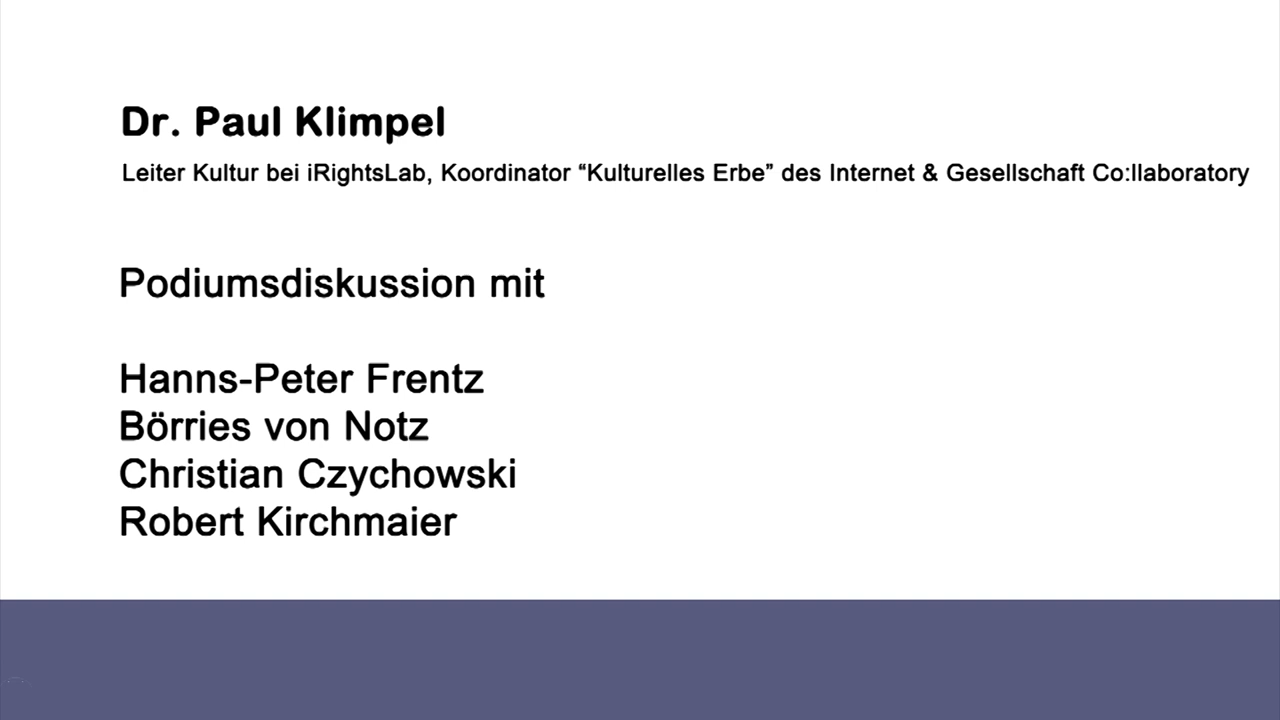 Dr. Paul Klimpel
Leiter Kultur bei iRightsLab, Koordinator “Kulturelles Erbe” des Internet & Gesellschaft Co:llaboratory
Podiumsdiskussion mit
Hanns-Peter Frentz
Börries von Notz
Christian Czychowski
Robert Kirchmaier